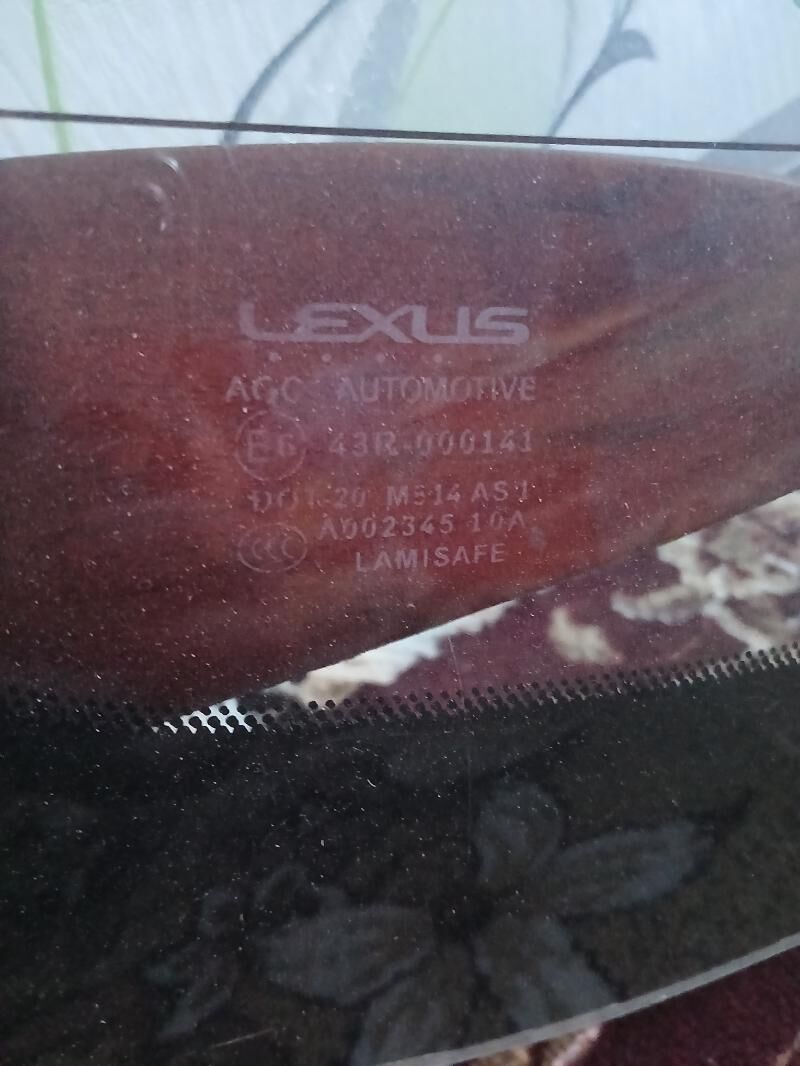 LEXUS
AGC AUTOMOTIVE
E6 43R-000141
DOT-20 M514 AS1
CCC A002345 10A
LAMISAFE